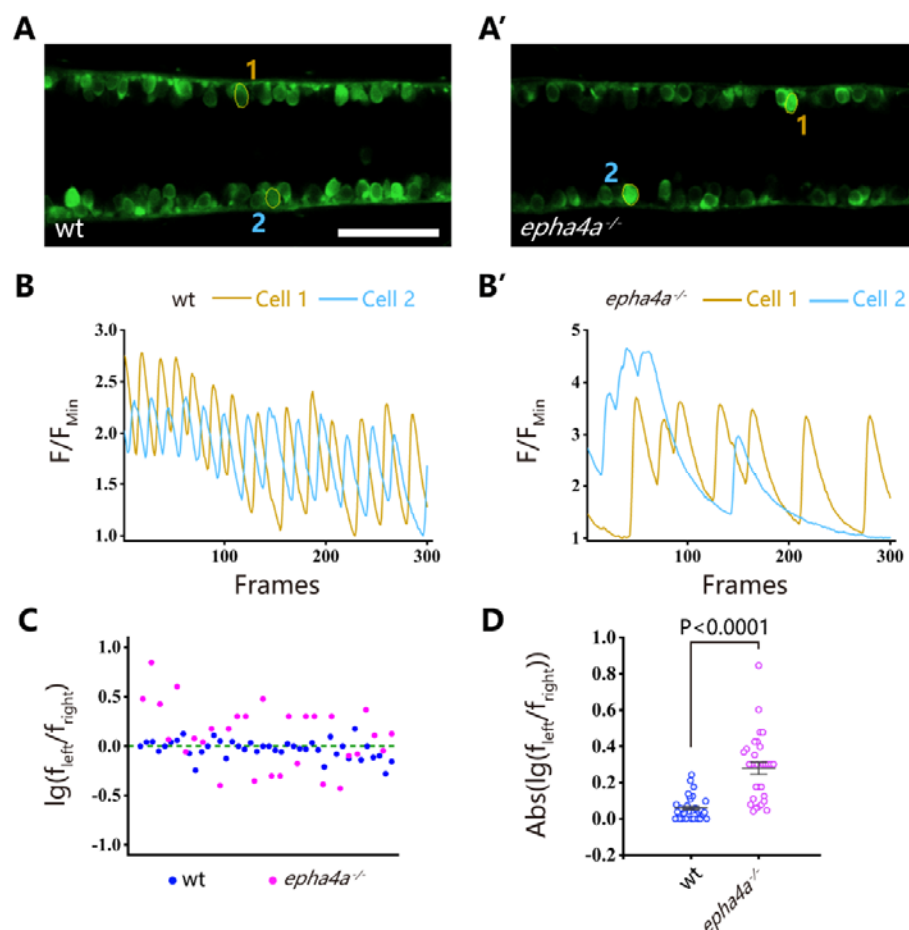 A
A'
1
2
wt
1
2
epha4a-/-
B
wt Cell 1 Cell 2
F/FMin
3.0
2.5
2.0
1.5
1.0
100 200 300
Frames
B'
epha4a-/- Cell 1 Cell 2
F/FMin
5
4
3
2
1
100 200 300
Frames
C
lg(fleft/fright)
1.0
0.5
0.0
-0.5
-1.0
wt epha4a-/-
D
P<0.0001
Abs(lg(fleft/fright))
1.0
0.8
0.6
0.4
0.2
0.0
-0.2
wt
epha4a-/-